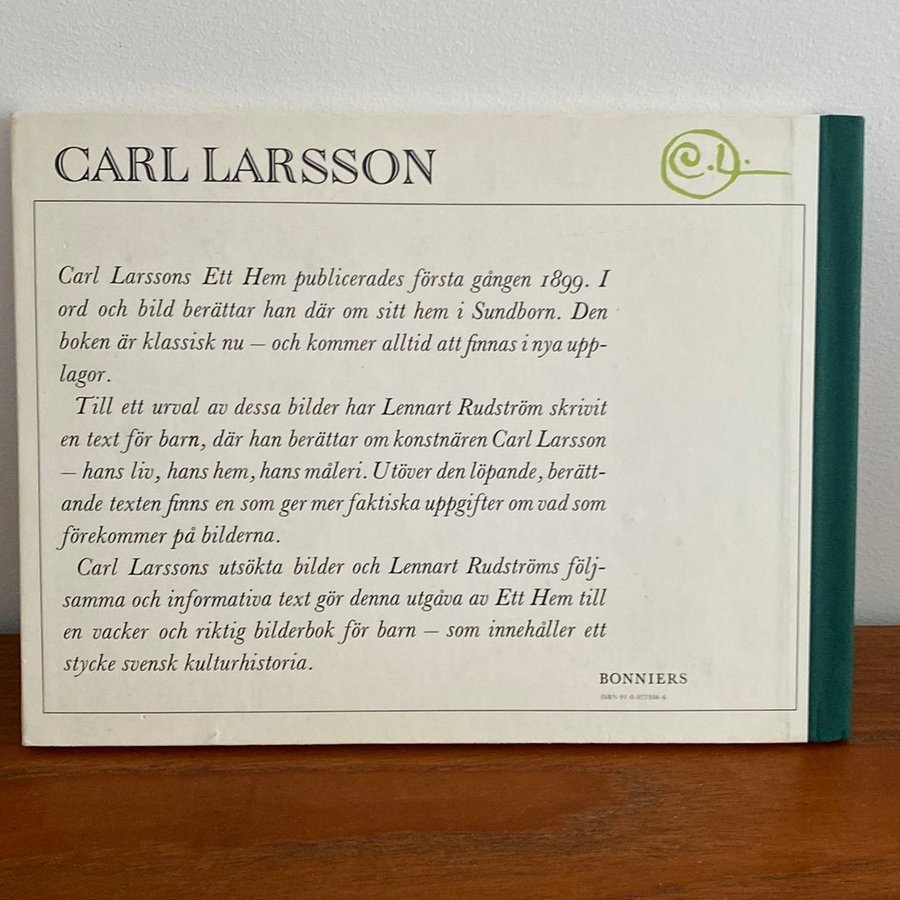 CARL LARSSON
C.L.
Carl Larssons Ett Hem publicerades första gången 1899. I
ord och bild berättar han där om sitt hem i Sundborn. Den
boken är klassisk nu – och kommer alltid att finnas i nya upp-
lagor.
Till ett urval av dessa bilder har Lennart Rudström skrivit
en text för barn, där han berättar om konstnären Carl Larsson
– hans liv, hans hem, hans måleri. Utöver den löpande, berätt-
ande texten finns en som ger mer faktiska uppgifter om vad som
förekommer på bilderna.
Carl Larssons utsökta bilder och Lennart Rudströms följ-
samma och informativa text gör denna utgåva av Ett Hem till
en vacker och riktig bilderbok för barn – som innehåller ett
stycke svensk kulturhistoria.
BONNIERS
ISBN